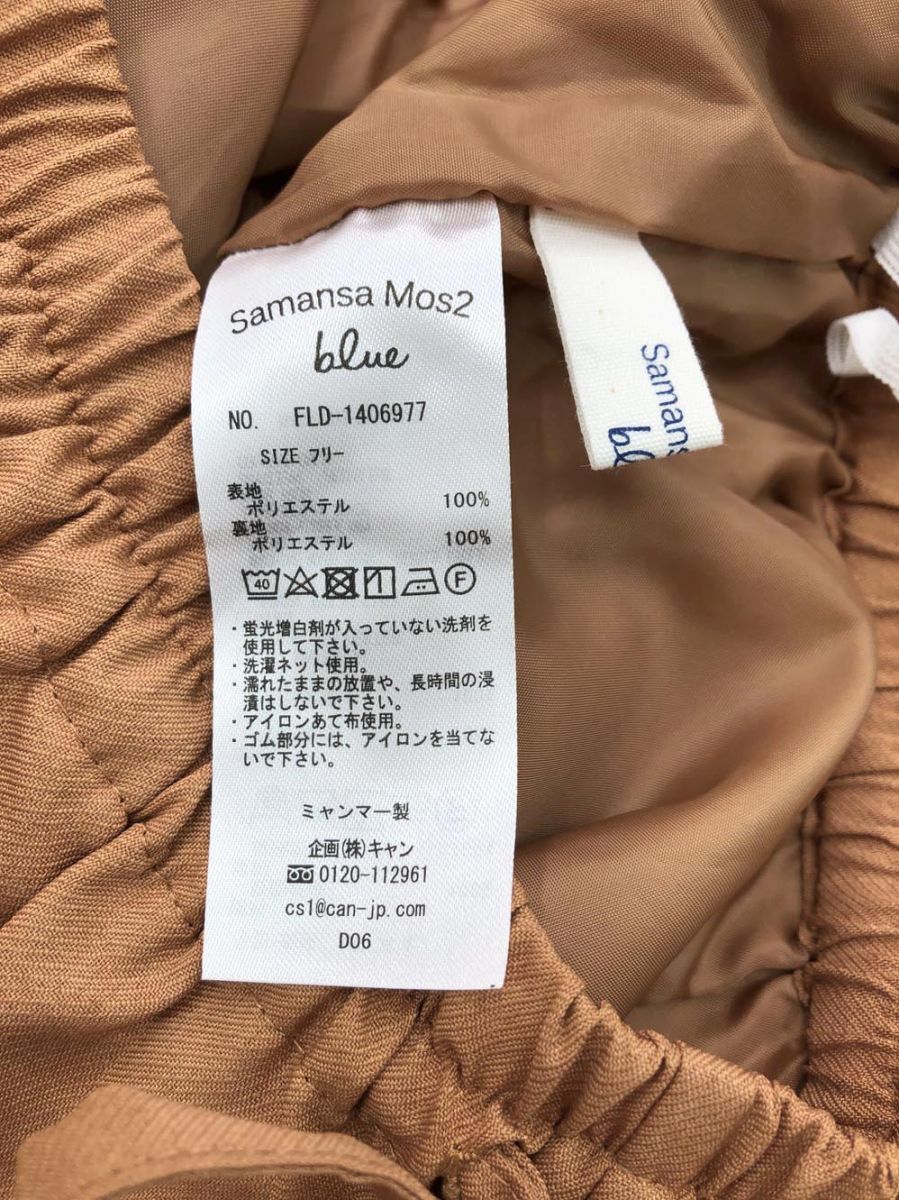 Samansa Mos2
blue
NO. FLD-1406977
SIZE フリー
表地
ポリエステル 100%
裏地
ポリエステル 100%
40 F
・蛍光増白剤が入っていない洗剤を
使用して下さい。
・洗濯ネット使用。
・濡れたままの放置や、長時間の浸
漬はしないで下さい。
・アイロンあて布使用。
・ゴム部分には、アイロンを当てな
いで下さい。
ミャンマー製
企画(株)キャン
0120-112961
cs1@can-jp.com
D06
Samansa